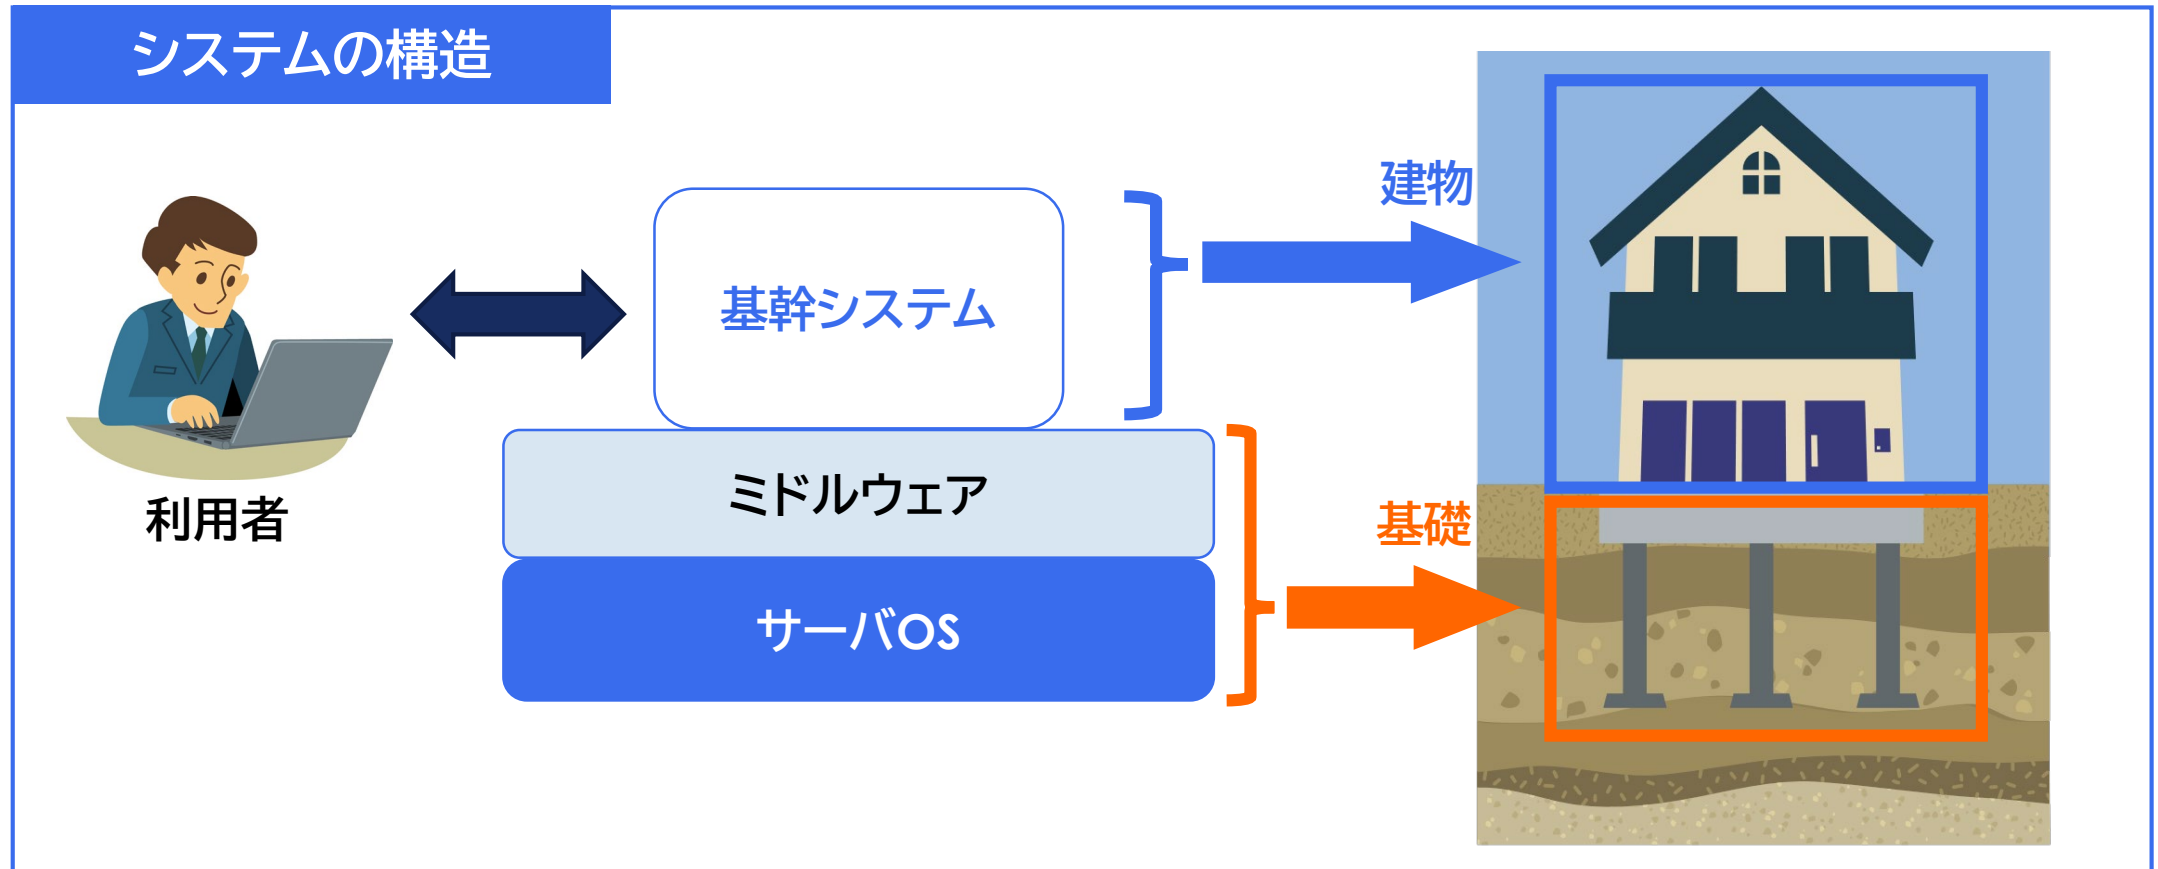 システムの構造
建物
基幹システム
ミドルウェア
利用者
基礎
サーバOS